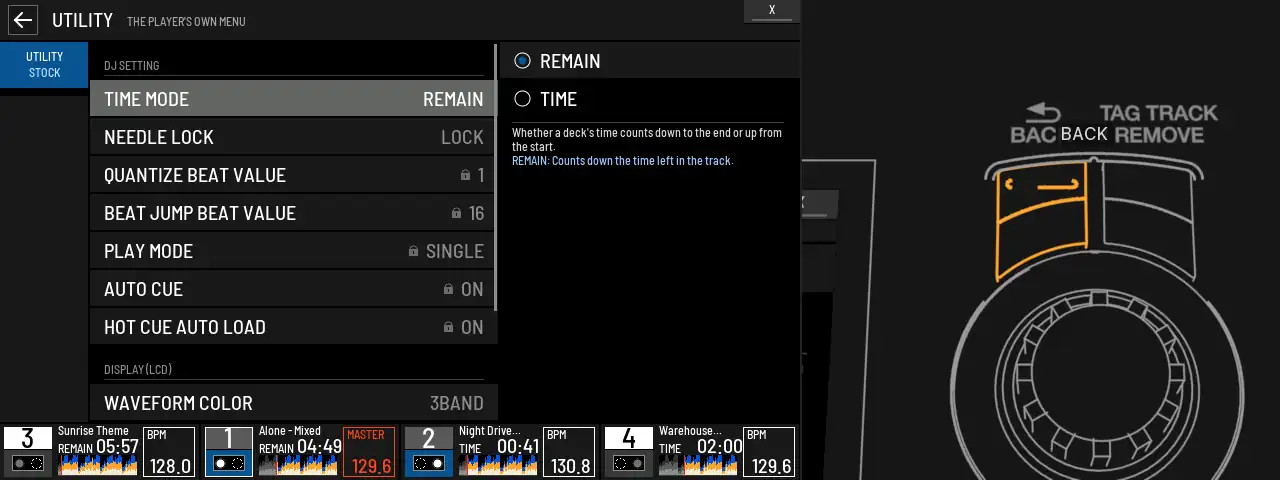 UTILITY THE PLAYER'S OWN MENU
X
UTILITY
STOCK
DJ SETTING
TIME MODE REMAIN
NEEDLE LOCK LOCK
QUANTIZE BEAT VALUE 1
BEAT JUMP BEAT VALUE 16
PLAY MODE SINGLE
AUTO CUE ON
HOT CUE AUTO LOAD ON
DISPLAY (LCD)
WAVEFORM COLOR 3BAND
REMAIN
TIME
Whether a deck's time counts down to the end or up from
the start.
REMAIN: Counts down the time left in the track.
TAG TRACK
BAC BACK REMOVE
3 Sunrise Theme REMAIN 05:57 BPM 128.0
1 Alone - Mixed REMAIN 04:49 MASTER 129.6
2 Night Drive... TIME 00:41 BPM 130.8
4 Warehouse... TIME 02:00 BPM 129.6